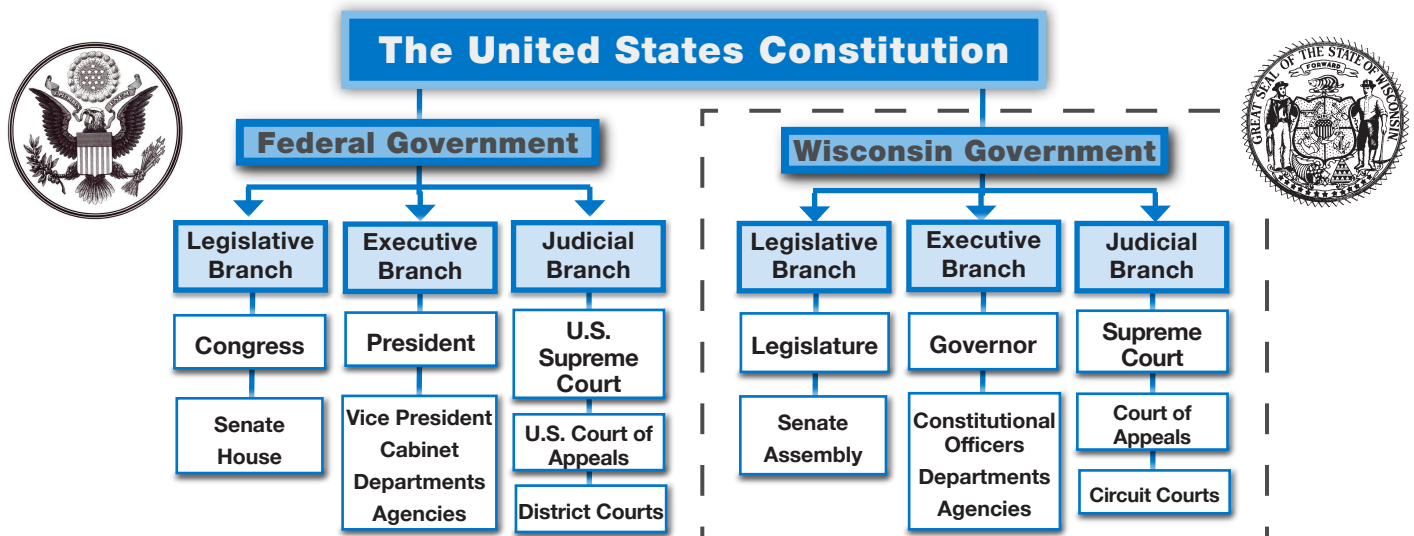 The United States Constitution
Federal Government
Legislative
Branch
Congress
Senate
House
Executive
Branch
President
Vice President
Cabinet
Departments
Agencies
Judicial
Branch
U.S.
Supreme
Court
U.S. Court of
Appeals
District Courts
GREAT SEAL OF THE STATE OF WISCONSIN
FORWARD
Wisconsin Government
Legislative
Branch
Legislature
Senate
Assembly
Executive
Branch
Governor
Constitutional
Officers
Departments
Agencies
Judicial
Branch
Supreme
Court
Court of
Appeals
Circuit Courts